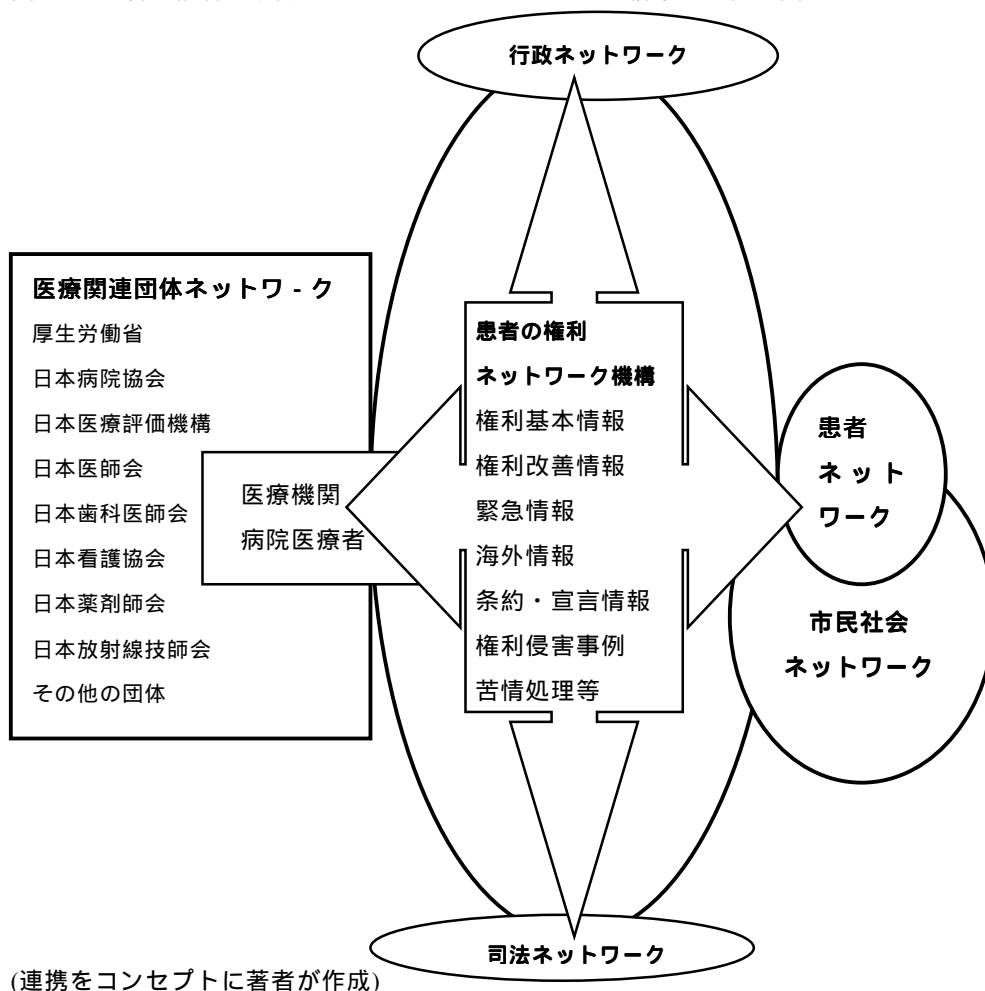 行政ネットワーク
医療関連団体ネットワ - ク
厚生労働省
日本病院協会
日本医療評価機構
日本医師会
日本歯科医師会
日本看護協会
日本薬剤師会
日本放射線技師会
その他の団体
医療機関
病院医療者
患者の権利
ネットワーク機構
権利基本情報
権利改善情報
緊急情報
海外情報
条約・宣言情報
権利侵害事例
苦情処理等
患者
ネット
ワーク
市民社会
ネットワーク
司法ネットワーク
(連携をコンセプトに著者が作成)